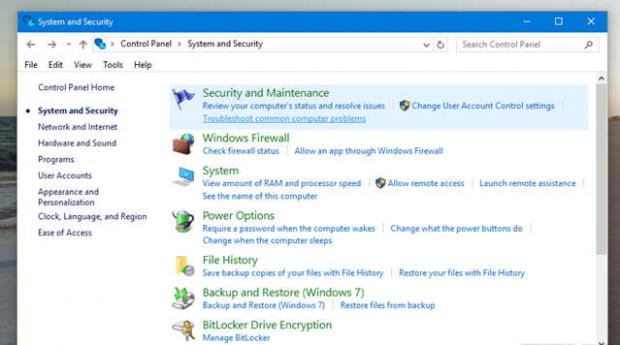 System and Security
Control Panel > System and Security
Search Control Panel
File Edit View Tools Help
Control Panel Home
System and Security
Network and Internet
Hardware and Sound
Programs
User Accounts
Appearance and
Personalization
Clock, Language, and Region
Ease of Access
Security and Maintenance
Review your computer's status and resolve issues
Change User Account Control settings
Troubleshoot common computer problems
Windows Firewall
Check firewall status
Allow an app through Windows Firewall
System
View amount of RAM and processor speed
Allow remote access
Launch remote assistance
See the name of this computer
Power Options
Require a password when the computer wakes
Change what the power buttons do
Change when the computer sleeps
File History
Save backup copies of your files with File History
Restore your files with File History
Backup and Restore (Windows 7)
Backup and Restore (Windows 7)
Restore files from backup
BitLocker Drive Encryption
Manage BitLocker